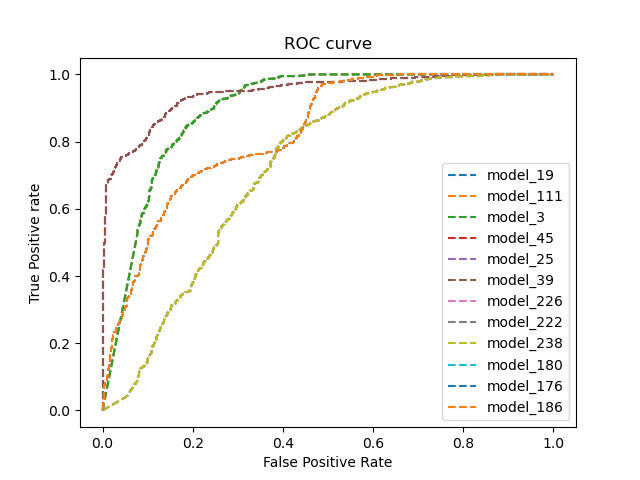 ROC curve
True Positive rate
1.0
0.8
0.6
0.4
0.2
0.0
0.0 0.2 0.4 0.6 0.8 1.0
False Positive Rate
model_19
model_111
model_3
model_45
model_25
model_39
model_226
model_222
model_238
model_180
model_176
model_186